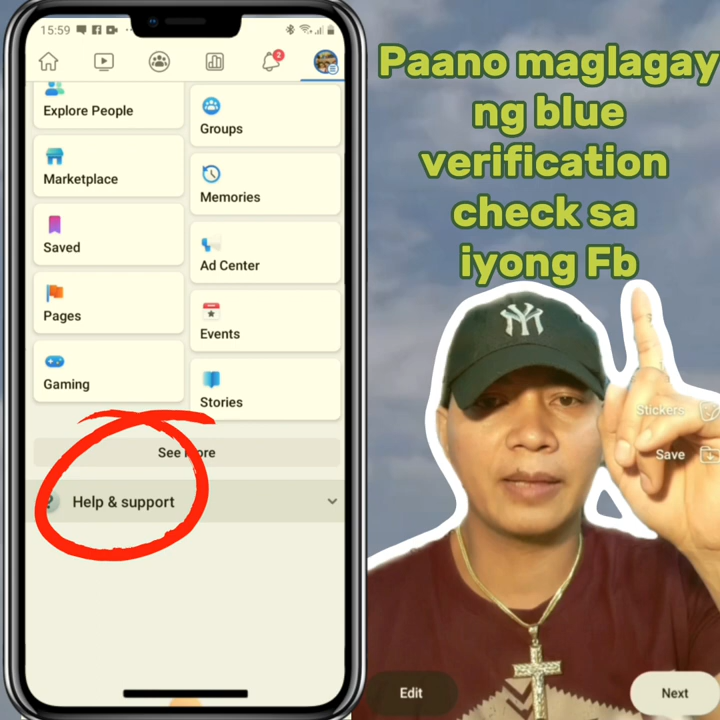 15:59
2
Explore People
Groups
Marketplace
Memories
Saved
Ad Center
Pages
Events
Gaming
Stories
See More
Help & support
Paano maglagay
ng blue
verification
check sa
iyong Fb
NY
Stickers
Save
Edit
Next